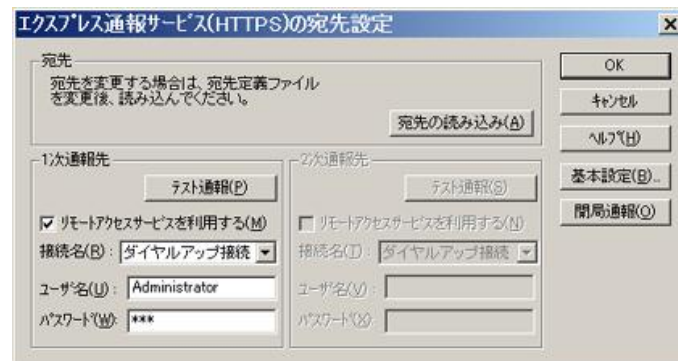 エクスプレス通報サービス(HTTPS)の宛先設定
宛先
宛先を変更する場合は、宛先定義ファイル
を変更後、読み込んでください。
宛先の読み込み(A)
OK
キャンセル
ヘルプ(H)
基本設定(B)...
開局通報(O)
1次通報先
テスト通報(P)
リモートアクセスサービスを利用する(M)
接続名(R): ダイヤルアップ接続
ユーザ名(U): Administrator
パスワード(W): ***
2次通報先
テスト通報(S)
リモートアクセスサービスを利用する(N)
接続名(T): ダイヤルアップ接続
ユーザ名(V):
パスワード(X):